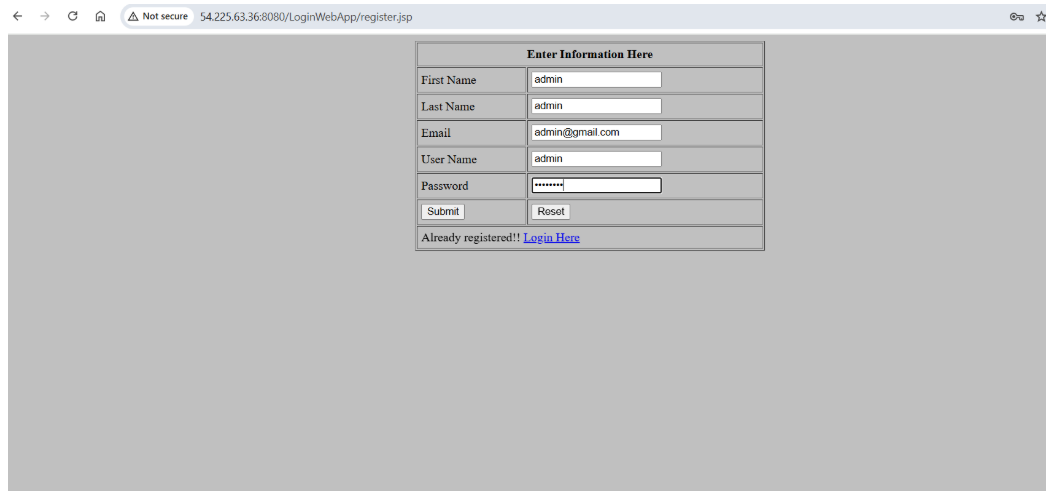 Not secure 54.225.63.36:8080/LoginWebApp/register.jsp
Enter Information Here
First Name admin
Last Name admin
Email admin@gmail.com
User Name admin
Password ••••••••
Submit Reset
Already registered!! Login Here